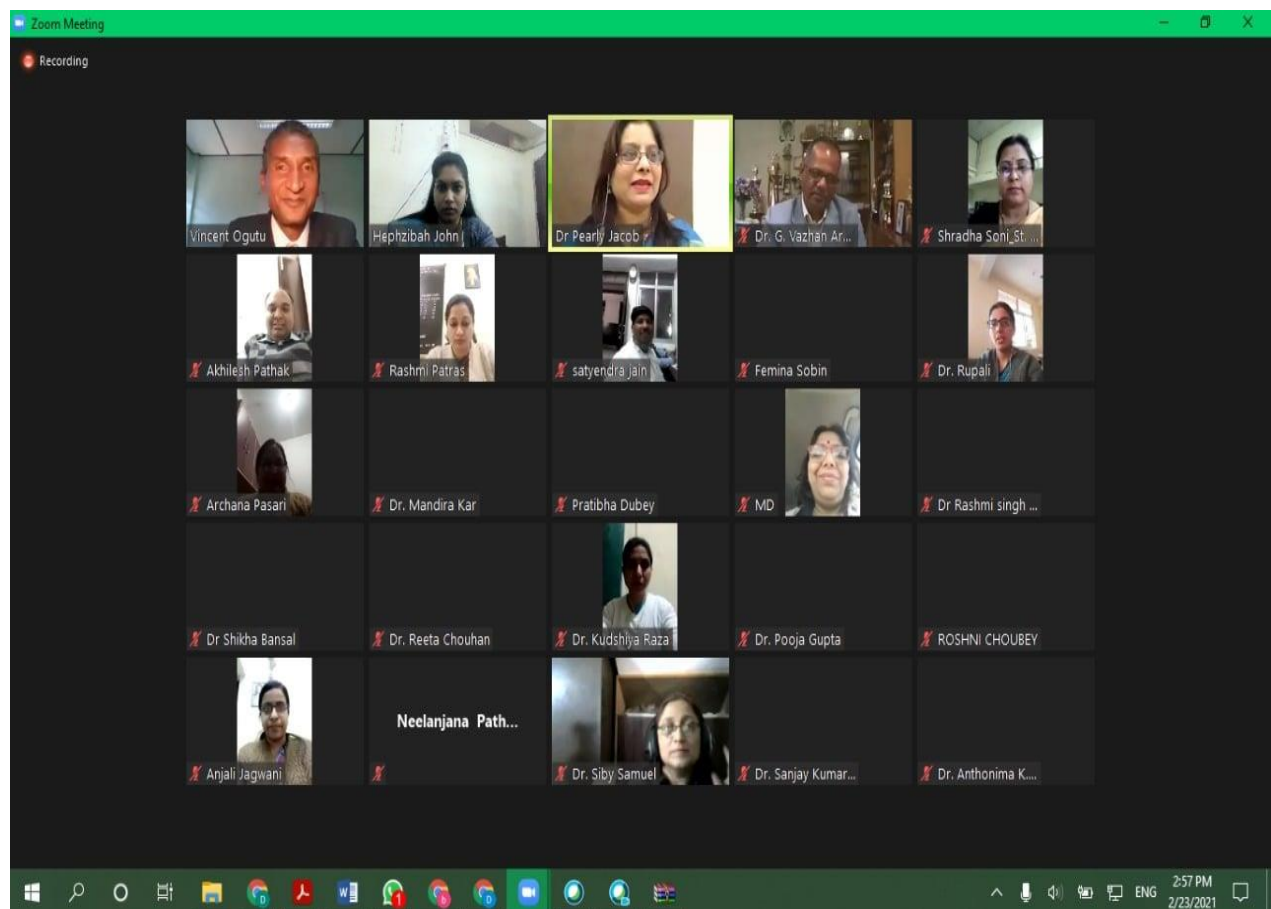 Zoom Meeting
Recording
Vincent Ogutu
Hephzibah John
Dr Pearly Jacob
Dr. G. Vazhan Ar...
Shradha Soni_St. ...
Akhilesh Pathak
Rashmi Patras
satyendra jain
Femina Sobin
Dr. Rupali
Archana Pasari
Dr. Mandira Kar
Pratibha Dubey
MD
Dr Rashmi singh ...
Dr Shikha Bansal
Dr. Reeta Chouhan
Dr. Kudshiya Raza
Dr. Pooja Gupta
ROSHNI CHOUBEY
Anjali Jagwani
Neelanjana Path...
Dr. Siby Samuel
Dr. Sanjay Kumar...
Dr. Anthonima K....
ENG
2:57 PM
2/23/2021